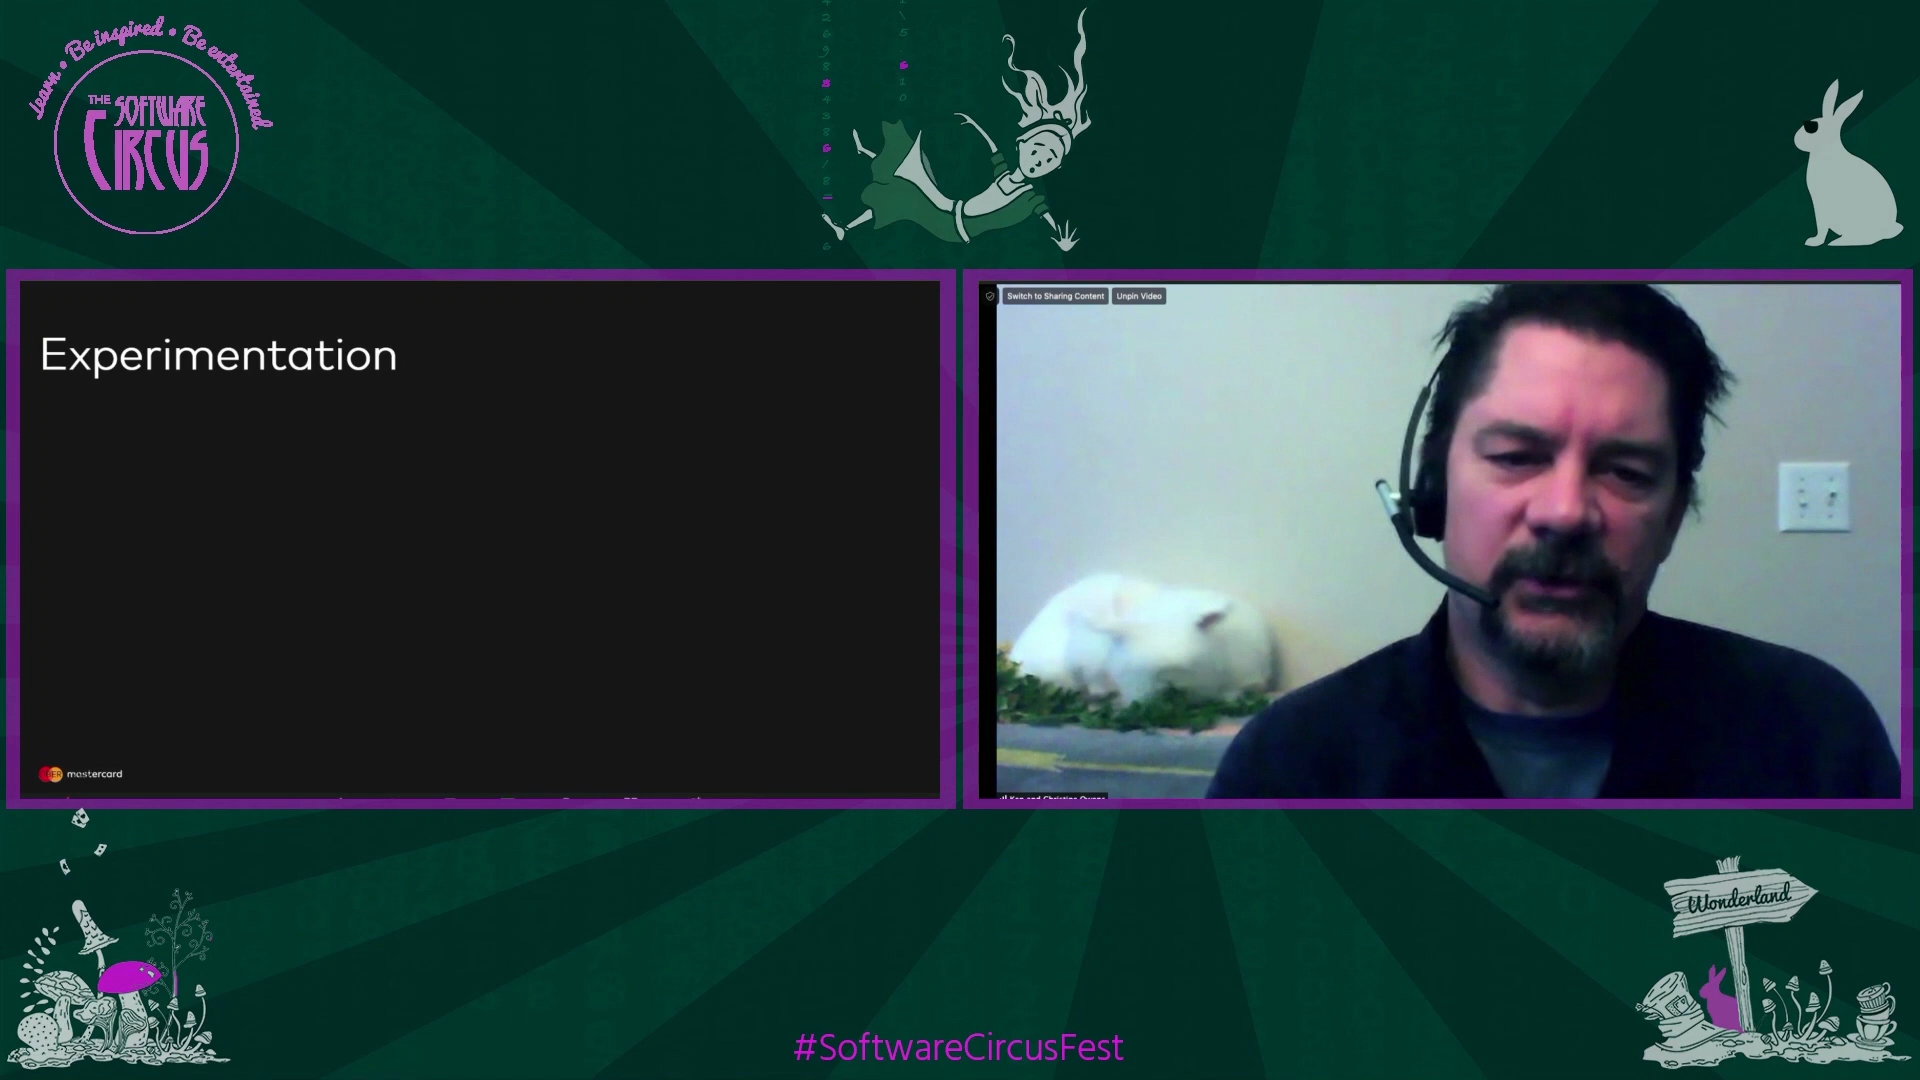 Learn • Be inspired • Be entertained
THE SOFTWARE
CIRCUS
Switch to Sharing Content
Unpin Video
Experimentation
mastercard
Wonderland
#SoftwareCircusFest